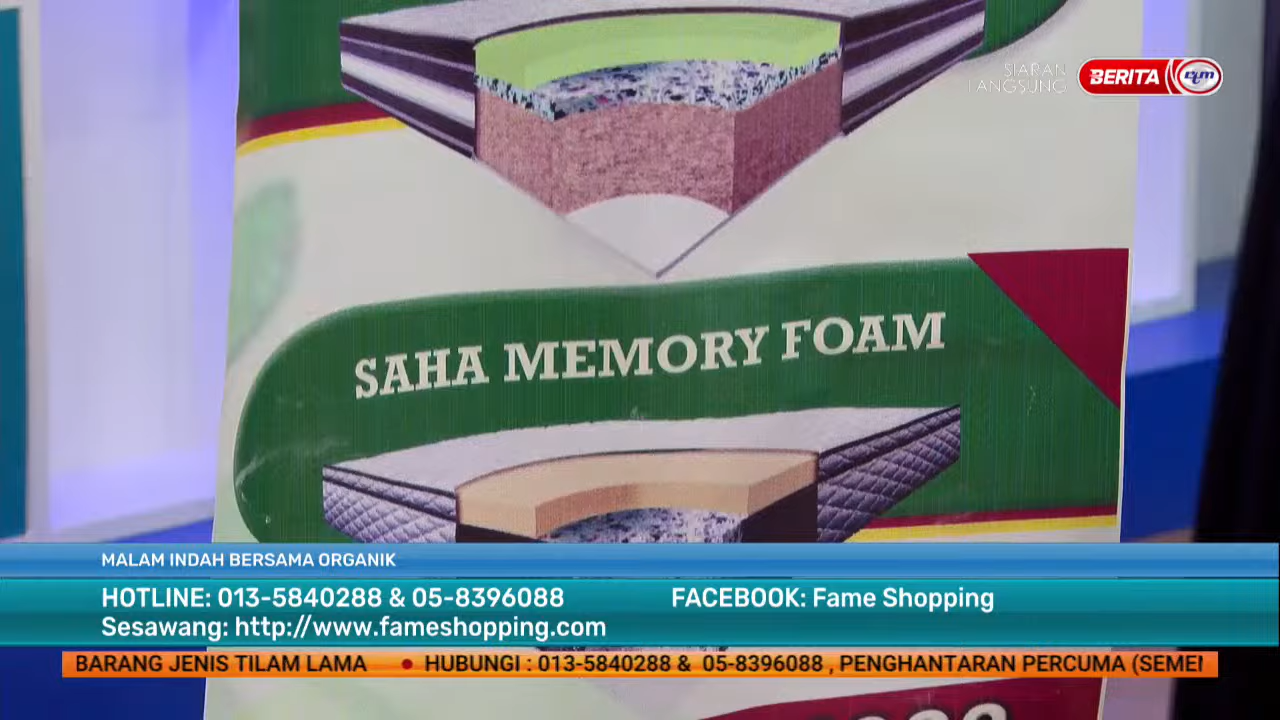 SIARAN
LANGSUNG
BERITA rtm
SAHA MEMORY FOAM
MALAM INDAH BERSAMA ORGANIK
HOTLINE: 013-5840288 & 05-8396088
FACEBOOK: Fame Shopping
Sesawang: http://www.fameshopping.com
BARANG JENIS TILAM LAMA • HUBUNGI : 013-5840288 & 05-8396088 , PENGHANTARAN PERCUMA